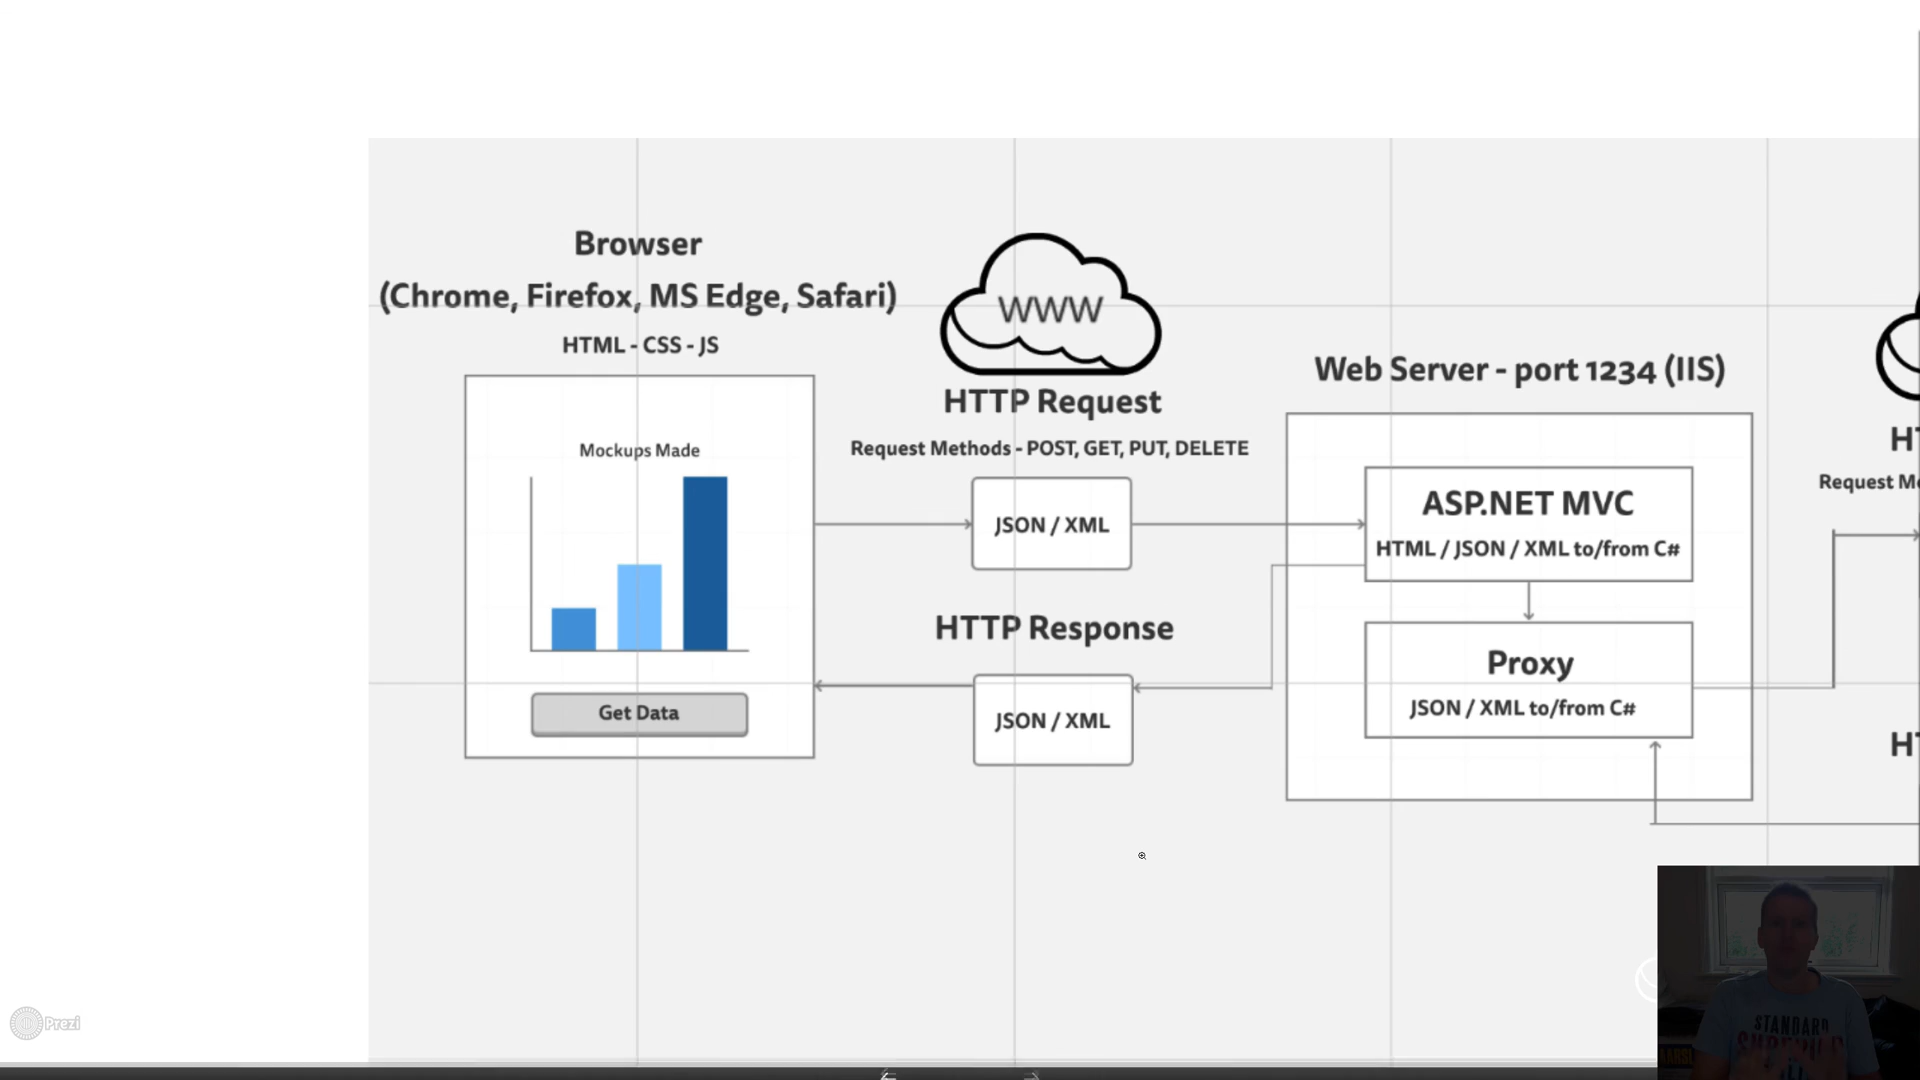 Browser
(Chrome, Firefox, MS Edge, Safari)
HTML - CSS - JS
Mockups Made
Get Data
WWW
HTTP Request
Request Methods - POST, GET, PUT, DELETE
JSON / XML
HTTP Response
JSON / XML
Web Server - port 1234 (IIS)
ASP.NET MVC
HTML / JSON / XML to/from C#
Proxy
JSON / XML to/from C#
Request
Prezi
STANDARD